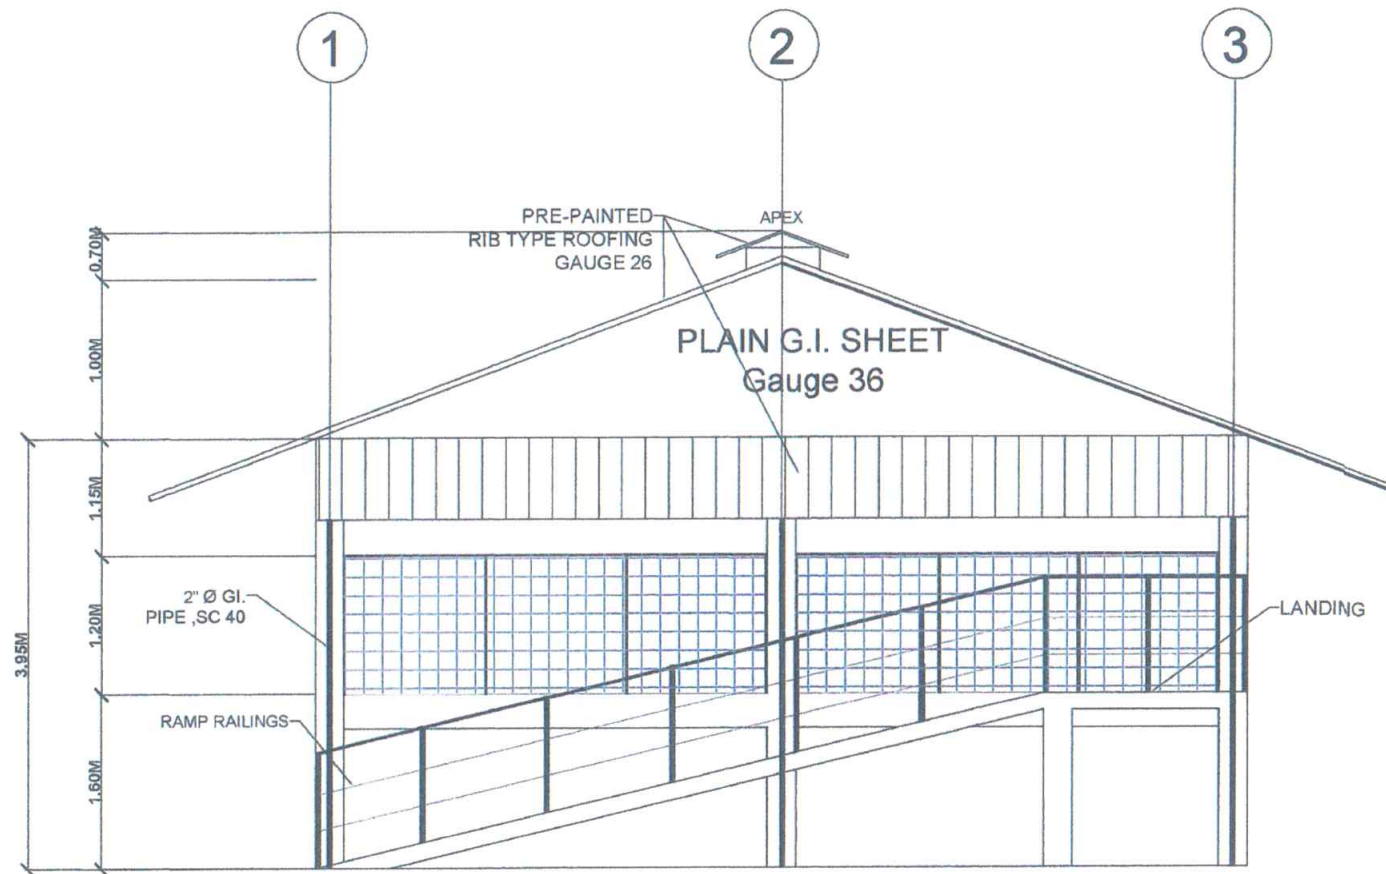 1
2
3
PRE-PAINTED
RIB TYPE ROOFING
GAUGE 26
APEX
0.70M
PLAIN G.I. SHEET
Gauge 36
1.00M
1.15M
2" Ø GI.
PIPE ,SC 40
1.20M
3.95M
LANDING
RAMP RAILINGS
1.60M